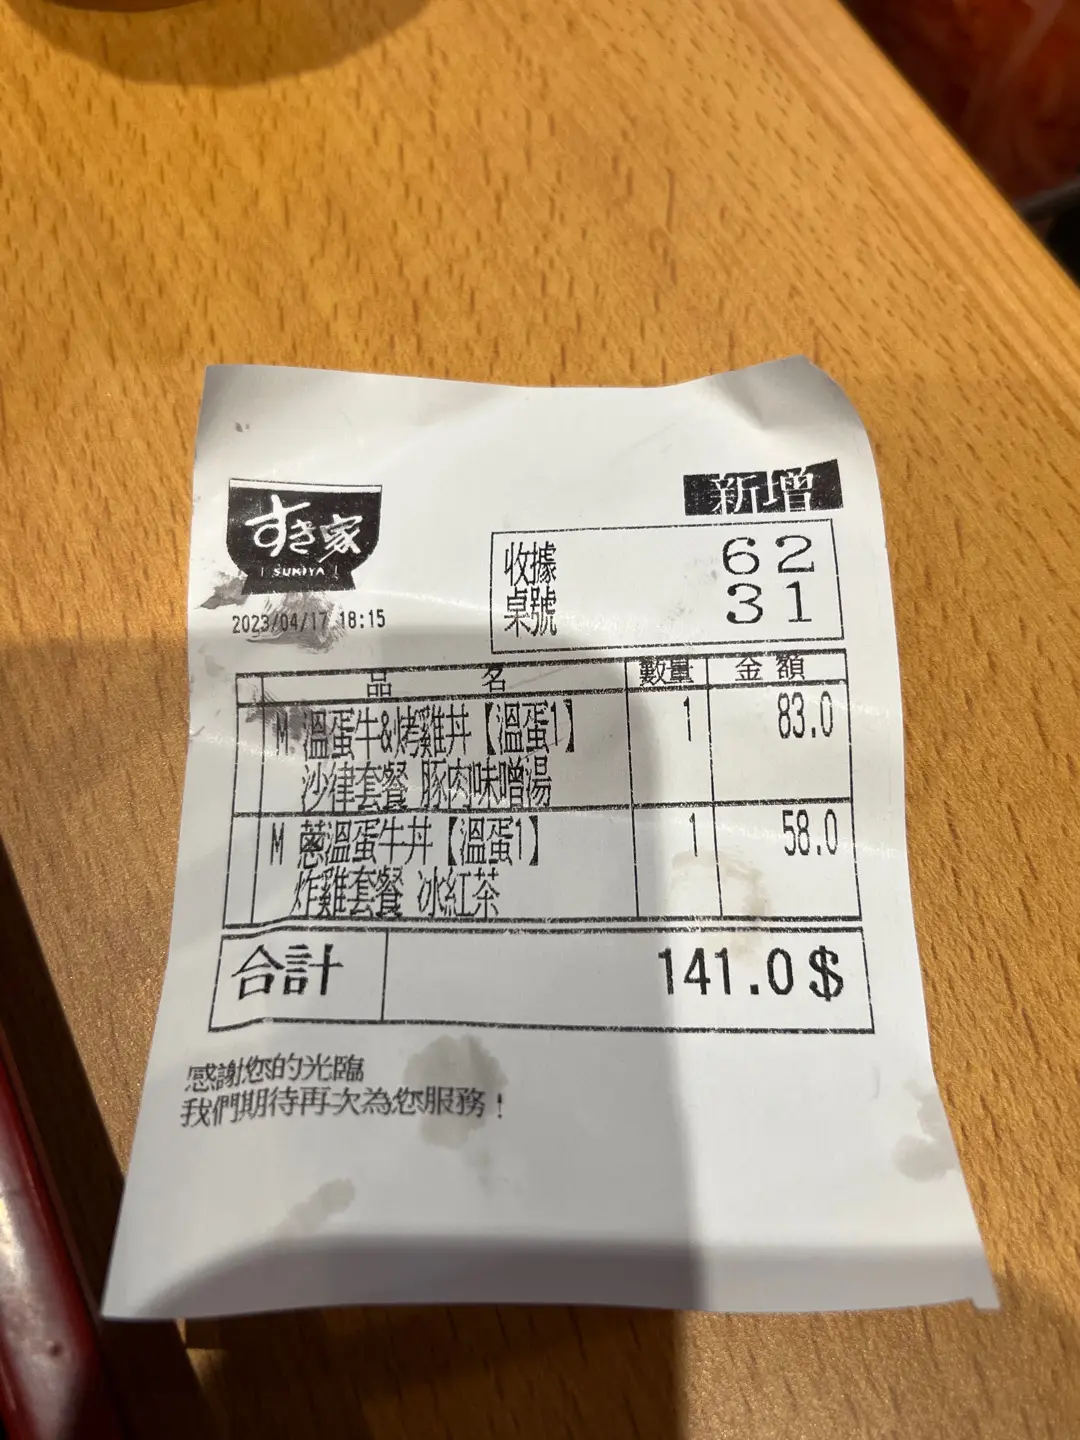 すき家
SUKIYA
新增
2023/04/17 18:15
收據 62
桌號 31
品 名 數量 金額
M 溫蛋牛&烤雞丼【溫蛋1】 1 83.0
沙律套餐 豚肉味噌湯
M 蔥溫蛋牛丼【溫蛋1】 1 58.0
炸雞套餐 冰紅茶
合計 141.0$
感謝您的光臨
我們期待再次為您服務！